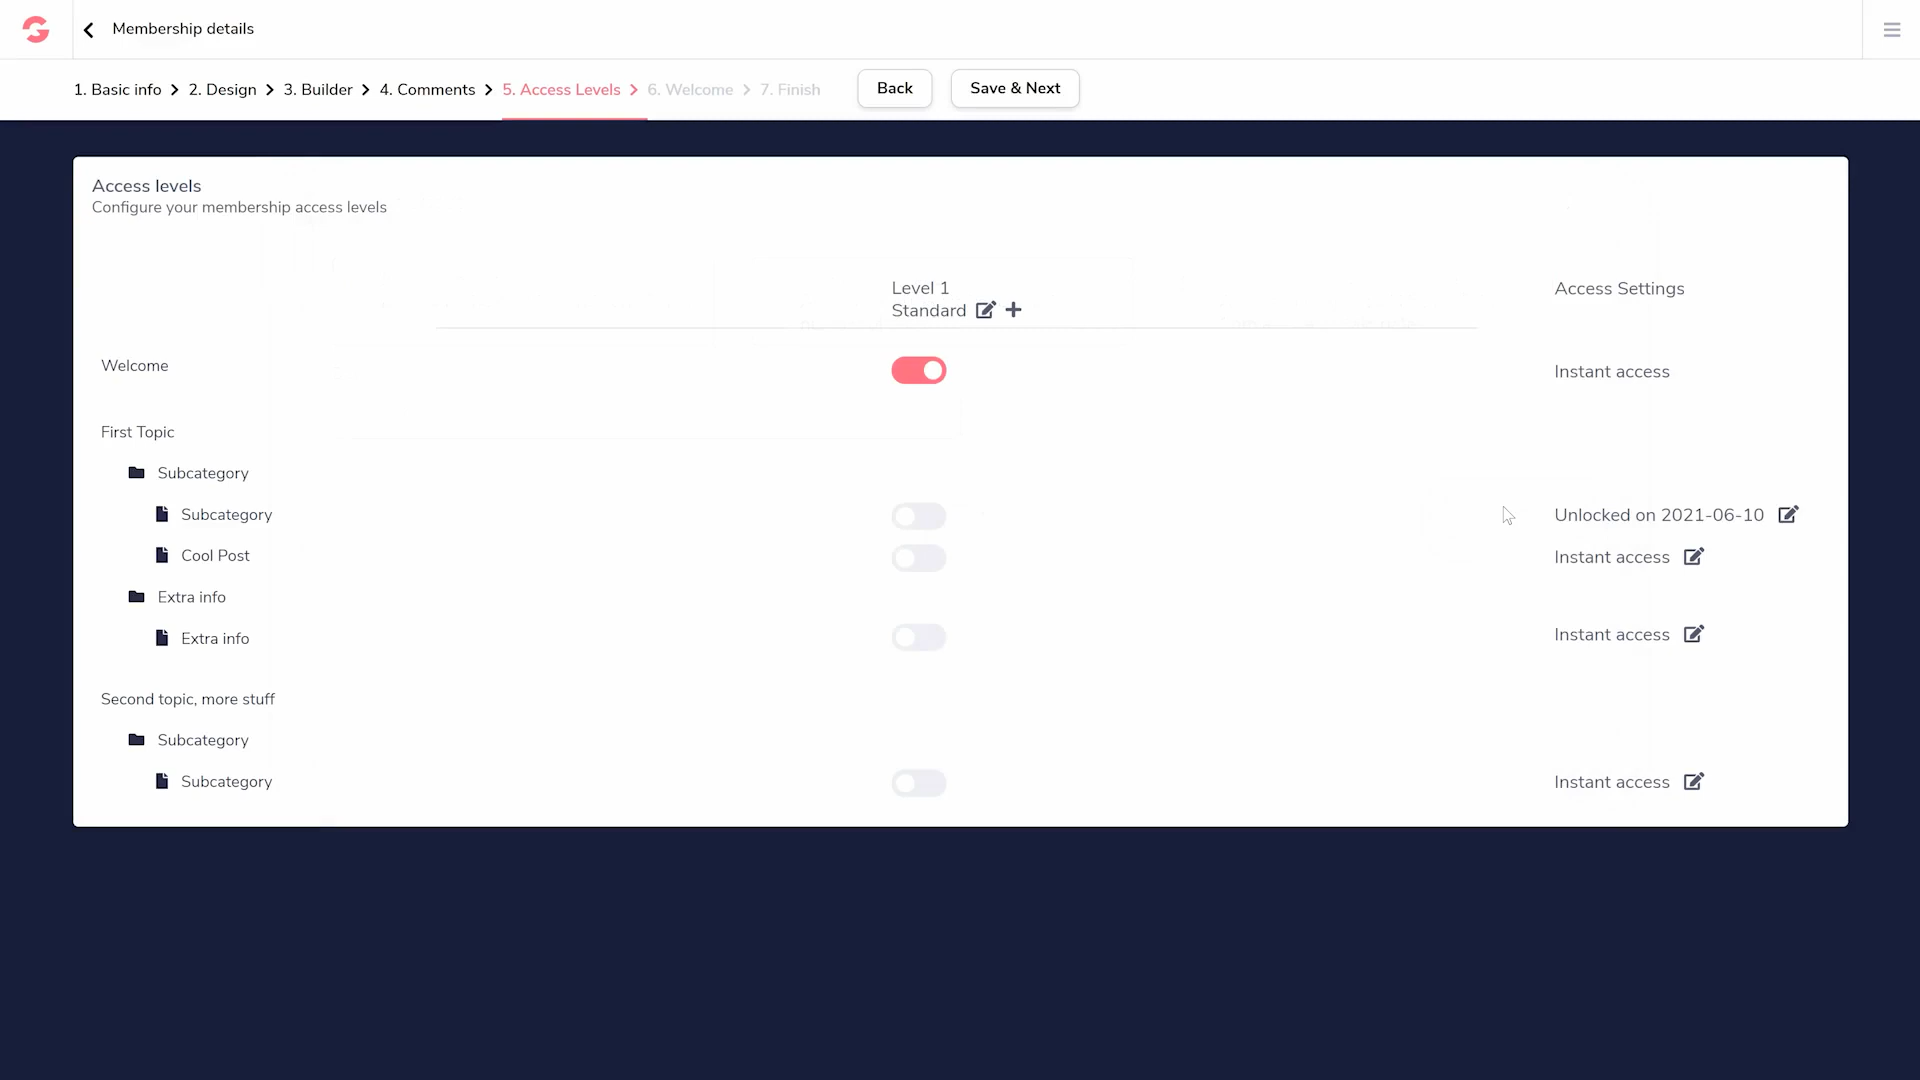 Membership details
1. Basic info 2. Design 3. Builder 4. Comments 5. Access Levels 6. Welcome 7. Finish Back Save & Next
Access levels
Configure your membership access levels
Level 1 Access Settings
Standard
Welcome Instant access
First Topic
Subcategory
Subcategory Unlocked on 2021-06-10
Cool Post Instant access
Extra info
Extra info Instant access
Second topic, more stuff
Subcategory
Subcategory Instant access